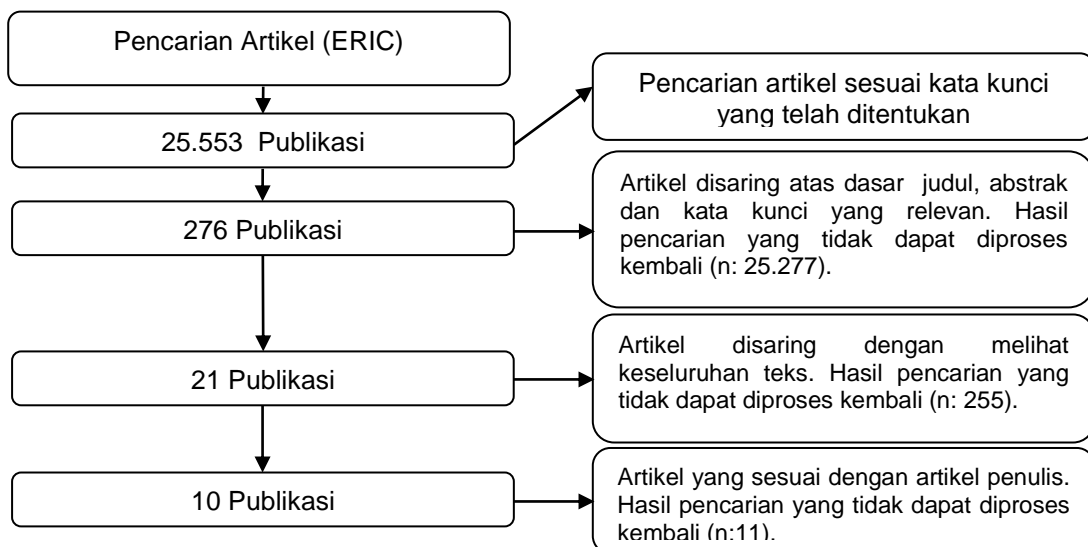 Pencarian Artikel (ERIC)
Pencarian artikel sesuai kata kunci
yang telah ditentukan
25.553 Publikasi
Artikel disaring atas dasar judul, abstrak
dan kata kunci yang relevan. Hasil
pencarian yang tidak dapat diproses
kembali (n: 25.277).
276 Publikasi
Artikel disaring dengan melihat
keseluruhan teks. Hasil pencarian yang
tidak dapat diproses kembali (n: 255).
21 Publikasi
Artikel yang sesuai dengan artikel penulis.
Hasil pencarian yang tidak dapat diproses
kembali (n:11).
10 Publikasi